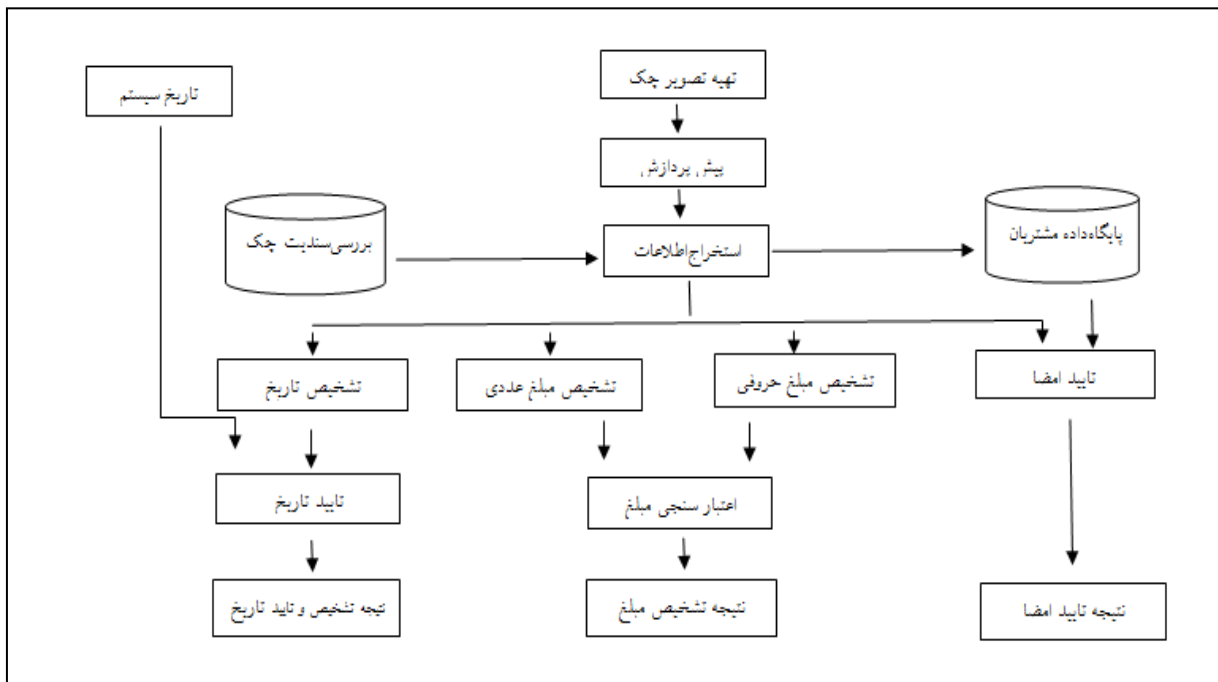 تهیه تصویر چک
تاریخ سیستم
پیش پردازش
پایگاه‌داده مشتریان
استخراج‌اطلاعات
بررسی‌سندیت چک
تایید امضا
تشخیص مبلغ حروفی
تشخیص مبلغ عددی
تشخیص تاریخ
اعتبار سنجی مبلغ
تایید تاریخ
نتیجه تایید امضا
نتیجه تشخیص مبلغ
نتیجه تشخیص و تایید تاریخ